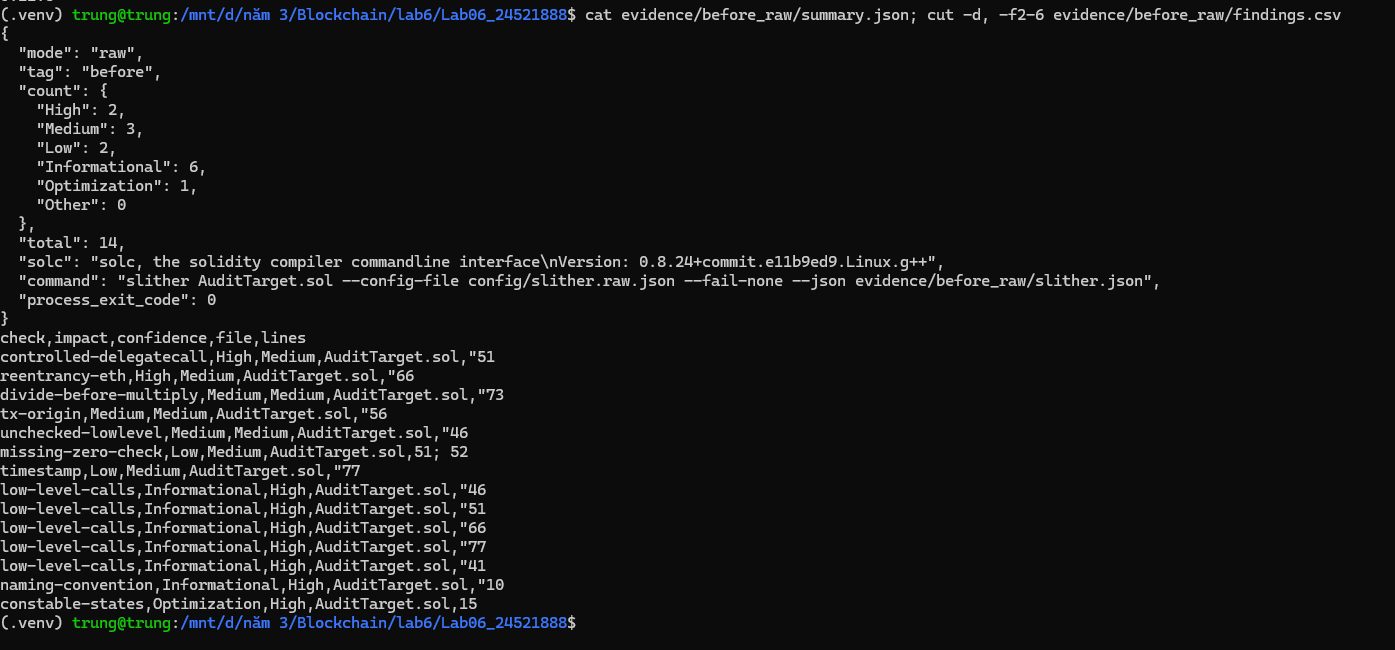 (.venv) trung@trung:/mnt/d/năm 3/Blockchain/lab6/Lab06_24521888$ cat evidence/before_raw/summary.json; cut -d, -f2-6 evidence/before_raw/findings.csv
{
  "mode": "raw",
  "tag": "before",
  "count": {
    "High": 2,
    "Medium": 3,
    "Low": 2,
    "Informational": 6,
    "Optimization": 1,
    "Other": 0
  },
  "total": 14,
  "solc": "solc, the solidity compiler commandline interface\nVersion: 0.8.24+commit.e11b9ed9.Linux.g++",
  "command": "slither AuditTarget.sol --config-file config/slither.raw.json --fail-none --json evidence/before_raw/slither.json",
  "process_exit_code": 0
}
check,impact,confidence,file,lines
controlled-delegatecall,High,Medium,AuditTarget.sol,"51
reentrancy-eth,High,Medium,AuditTarget.sol,"66
divide-before-multiply,Medium,Medium,AuditTarget.sol,"73
tx-origin,Medium,Medium,AuditTarget.sol,"56
unchecked-lowlevel,Medium,Medium,AuditTarget.sol,"46
missing-zero-check,Low,Medium,AuditTarget.sol,51; 52
timestamp,Low,Medium,AuditTarget.sol,"77
low-level-calls,Informational,High,AuditTarget.sol,"46
low-level-calls,Informational,High,AuditTarget.sol,"51
low-level-calls,Informational,High,AuditTarget.sol,"66
low-level-calls,Informational,High,AuditTarget.sol,"77
low-level-calls,Informational,High,AuditTarget.sol,"41
naming-convention,Informational,High,AuditTarget.sol,"10
constable-states,Optimization,High,AuditTarget.sol,15
(.venv) trung@trung:/mnt/d/năm 3/Blockchain/lab6/Lab06_24521888$